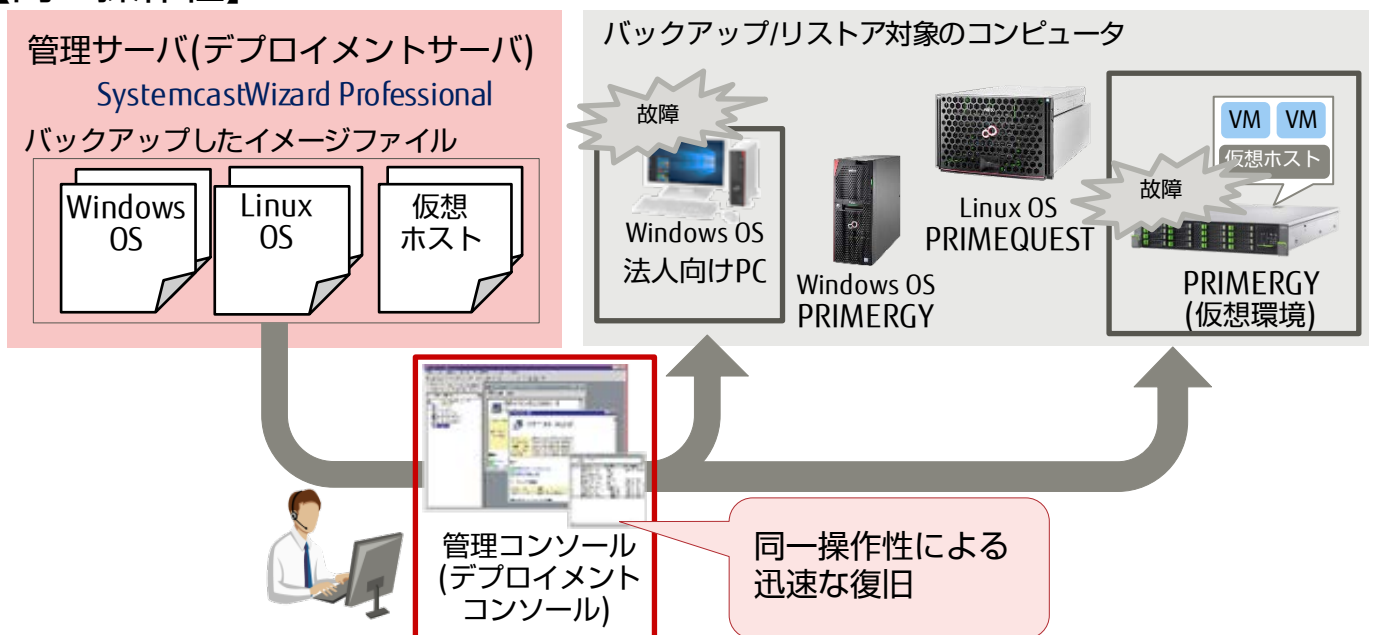 管理サーバ(デプロイメントサーバ)
SystemcastWizard Professional
バックアップしたイメージファイル
Windows
OS
Linux
OS
仮想
ホスト
バックアップ/リストア対象のコンピュータ
故障
Windows OS
法人向けPC
Windows OS
PRIMERGY
Linux OS
PRIMEQUEST
VM VM
仮想ホスト
故障
PRIMERGY
(仮想環境)
管理コンソール
(デプロイメント
コンソール)
同一操作性による
迅速な復旧